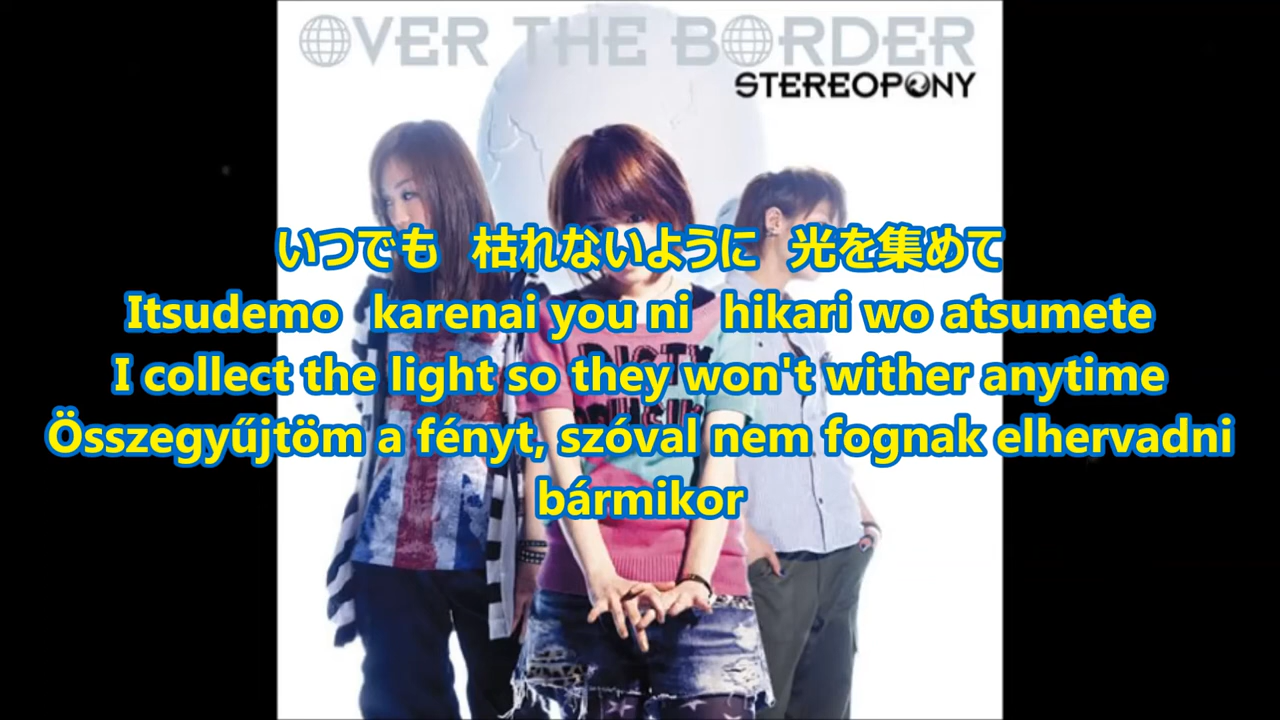 OVER THE BORDER
STEREOPONY
いつでも　枯れないように　光を集めて
Itsudemo　karenai you ni　hikari wo atsumete
I collect the light so they won't wither anytime
Összegyűjtöm a fényt, szóval nem fognak elhervadni
bármikor